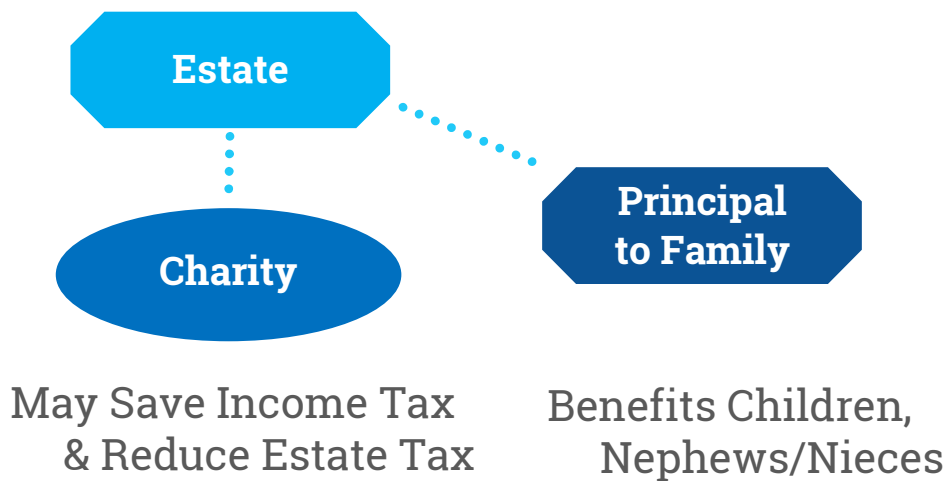 Estate
Principal
to Family
Charity
May Save Income Tax
& Reduce Estate Tax
Benefits Children,
Nephews/Nieces